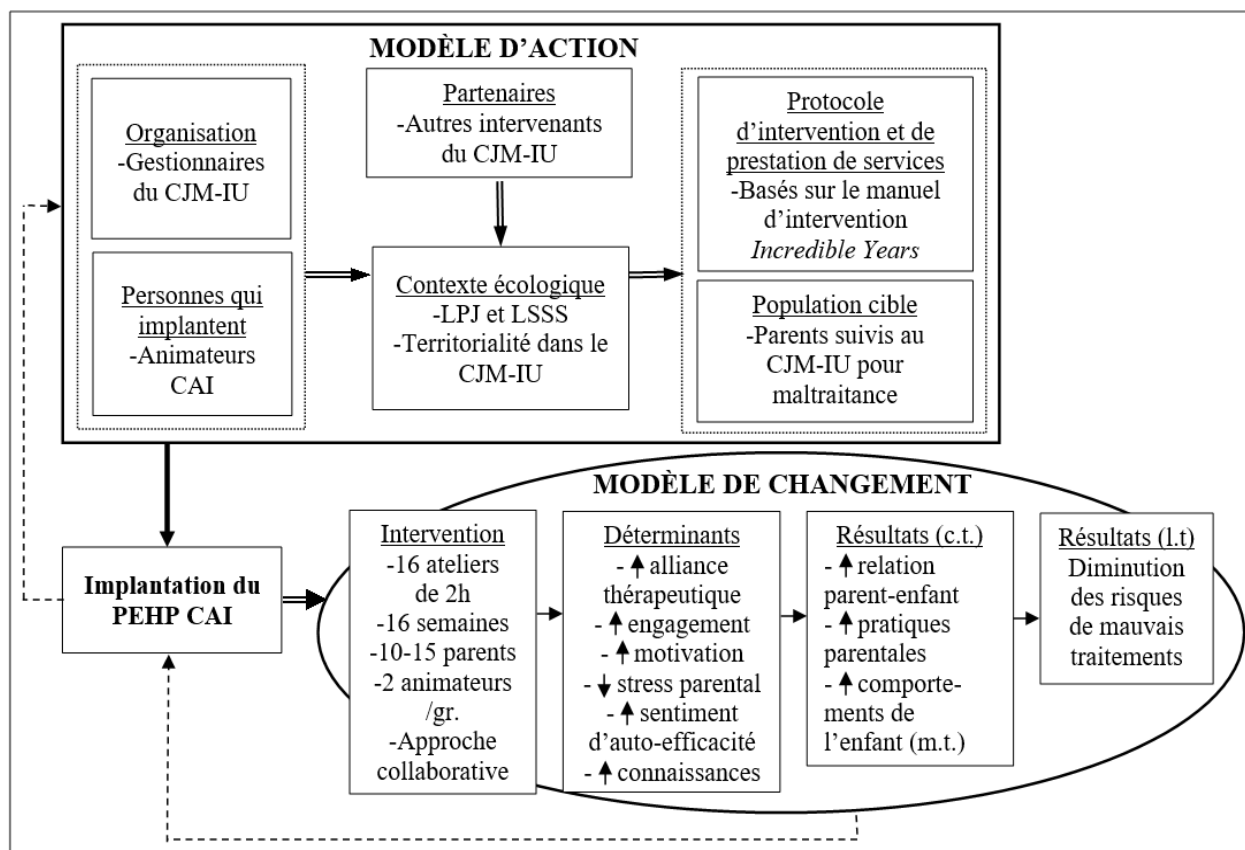 MODÈLE D’ACTION
Organisation
-Gestionnaires
du CJM-IU
Personnes qui
implantent
-Animateurs
CAI
Partenaires
-Autres intervenants
du CJM-IU
Contexte écologique
-LPJ et LSSS
-Territorialité dans le
CJM-IU
Protocole
d’intervention et de
prestation de services
-Basés sur le manuel
d’intervention
Incredible Years
Population cible
-Parents suivis au
CJM-IU pour
maltraitance
Implantation du
PEHP CAI
MODÈLE DE CHANGEMENT
Intervention
-16 ateliers
de 2h
-16 semaines
-10-15 parents
-2 animateurs
/gr.
-Approche
collaborative
Déterminants
- ↑ alliance
thérapeutique
- ↑ engagement
- ↑ motivation
- ↓ stress parental
- ↑ sentiment
d’auto-efficacité
- ↑ connaissances
Résultats (c.t.)
- ↑ relation
parent-enfant
- ↑ pratiques
parentales
- ↑ comporte-
ments de
l’enfant (m.t.)
Résultats (l.t)
Diminution
des risques
de mauvais
traitements